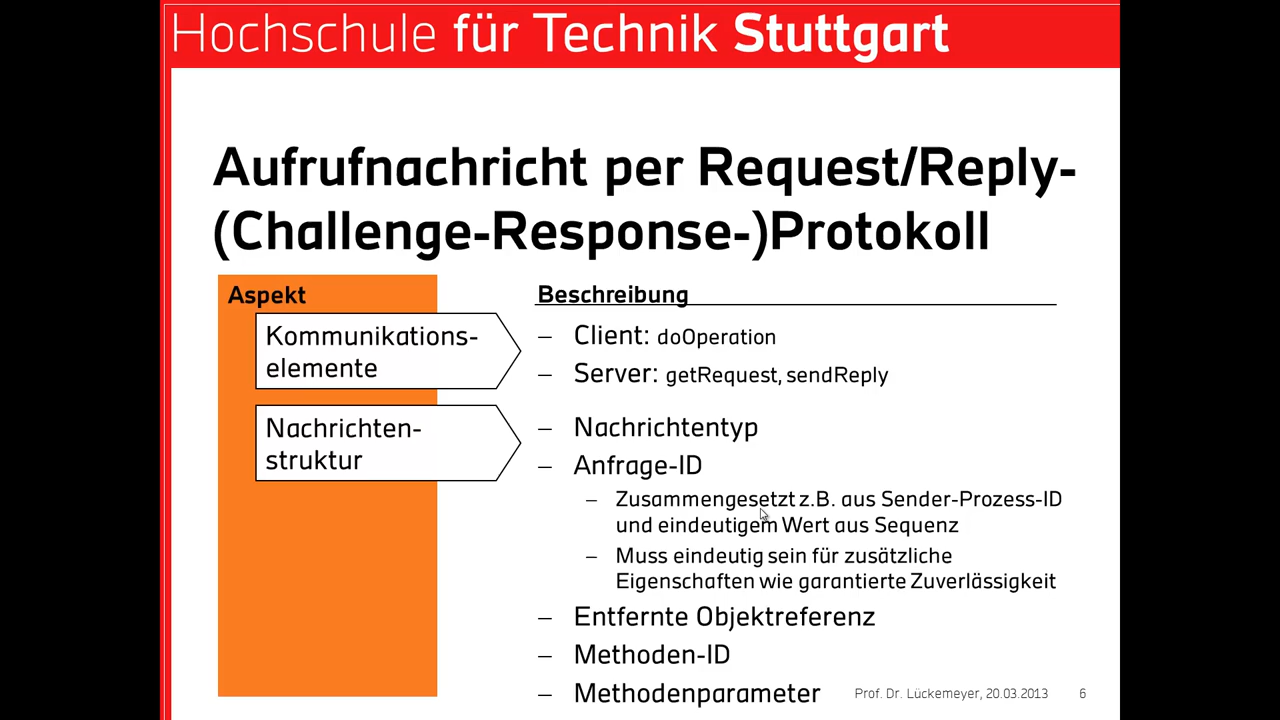 Hochschule für Technik Stuttgart
Aufrufnachricht per Request/Reply-
(Challenge-Response-)Protokoll
Aspekt
Beschreibung
Kommunikations-
elemente
– Client: doOperation
– Server: getRequest, sendReply
Nachrichten-
struktur
– Nachrichtentyp
– Anfrage-ID
– Zusammengesetzt z.B. aus Sender-Prozess-ID
und eindeutigem Wert aus Sequenz
– Muss eindeutig sein für zusätzliche
Eigenschaften wie garantierte Zuverlässigkeit
– Entfernte Objektreferenz
– Methoden-ID
– Methodenparameter
Prof. Dr. Lückemeyer, 20.03.2013 6